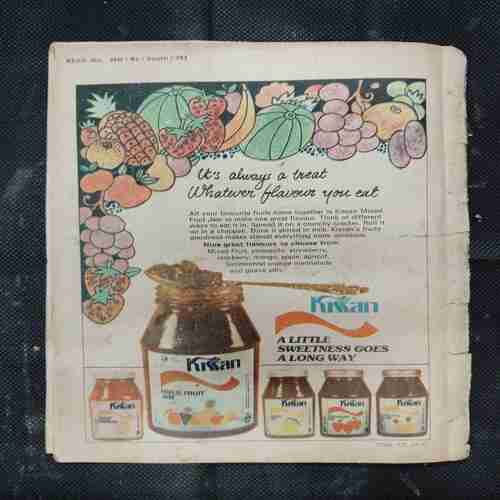 It's always a treat
Whatever flavour you eat
All your favourite fruits come together in Kissan Mixed
Fruit Jam to make one great flavour. Think of different
ways to eat it in. Spread it on a crunchy cracker. Roll it
up in a chappati. Drink it stirred in milk. Kissan's fruity
goodness makes almost everything more delicious.
Nine great flavours to choose from:
Mixed Fruit, pineapple, strawberry,
raspberry, mango, apple, apricot,
orange marmalade
and guava jelly.
Kissan
A LITTLE
SWEETNESS GOES
A LONG WAY
Kissan
MIXED FRUIT
JAM
Kissan
Kissan
Kissan
Kissan